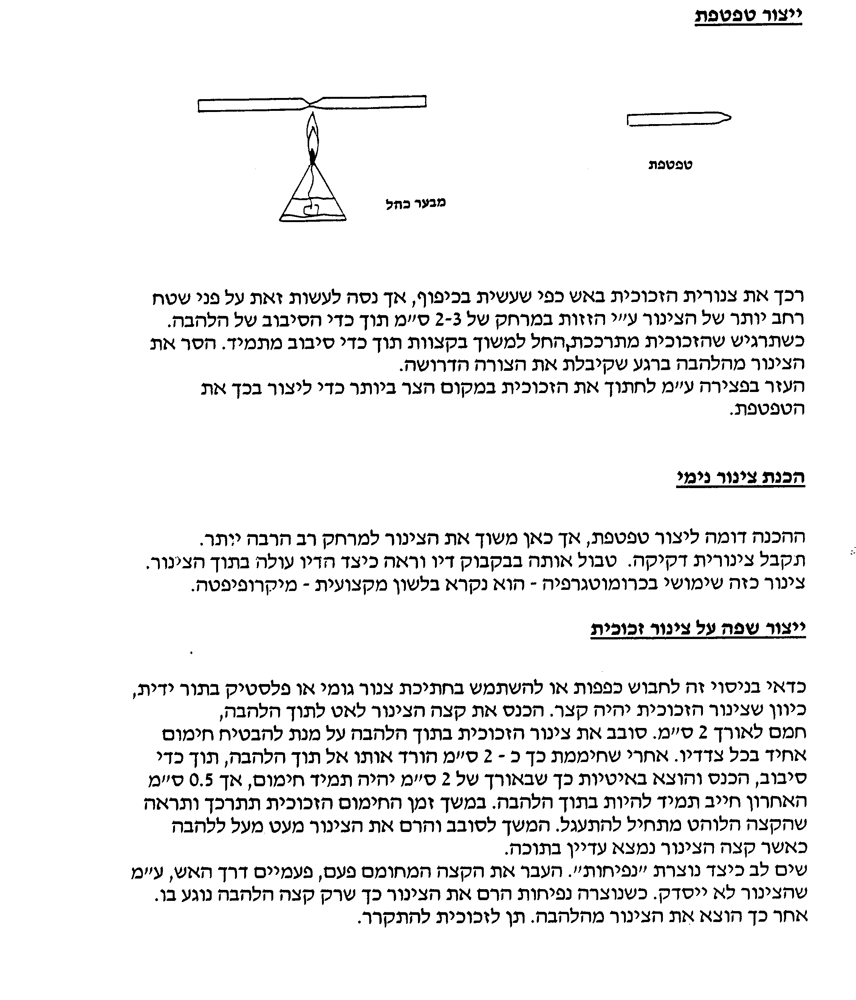 ייצור טפטפת
טפטפת
מבער כהל
רכך את צנורית הזכוכית באש כפי שעשית בכיפוף, אך נסה לעשות זאת על פני שטח
רחב יותר של הצינור ע״י הזזות במרחק של 2-3 ס״מ תוך כדי הסיבוב של הלהבה.
כשתרגיש שהזכוכית מתרככת,החל למשוך בקצוות תוך כדי סיבוב מתמיד. הסר את
הצינור מהלהבה ברגע שקיבלת את הצורה הדרושה.
העזר בפצירה ע״מ לחתוך את הזכוכית במקום הצר ביותר כדי ליצור בכך את
הטפטפת.
הכנת צינור נימי
ההכנה דומה ליצור טפטפת, אך כאן משוך את הצינור למרחק רב הרבה יותר.
תקבל צינורית דקיקה. טבול אותה בבקבוק דיו וראה כיצד הדיו עולה בתוך הצינור.
צינור כזה שימושי בכרומוטגרפיה - הוא נקרא בלשון מקצועית - מיקרופיפטה.
ייצור שפה על צינור זכוכית
כדאי בניסוי זה לחבוש כפפות או להשתמש בחתיכת צנור גומי או פלסטיק בתור ידית,
כיוון שצינור הזכוכית יהיה קצר. הכנס את קצה הצינור לאט לתוך הלהבה,
חמם לאורך 2 ס״מ. סובב את צינור הזכוכית בתוך הלהבה על מנת להבטיח חימום
אחיד בכל צדדיו. אחרי שחיממת כך כ - 2 ס״מ הורד אותו אל תוך הלהבה, תוך כדי
סיבוב, הכנס והוצא באיטיות כך שבאורך של 2 ס״מ יהיה תמיד חימום, אך 0.5 ס״מ
האחרון חייב תמיד להיות בתוך הלהבה. במשך זמן החימום הזכוכית תתרכך ותראה
שהקצה הלוהט מתחיל להתעגל. המשך לסובב והרם את הצינור מעט מעל ללהבה
כאשר קצה הצינור נמצא עדיין בתוכה.
שים לב כיצד נוצרת ״נפיחות״. העבר את הקצה המחומם פעם, פעמיים דרך האש, ע״מ
שהצינור לא ייסדק. כשנוצרה נפיחות הרם את הצינור כך שרק קצה הלהבה נוגע בו.
אחר כך הוצא את הצינור מהלהבה. תן לזכוכית להתקרר.